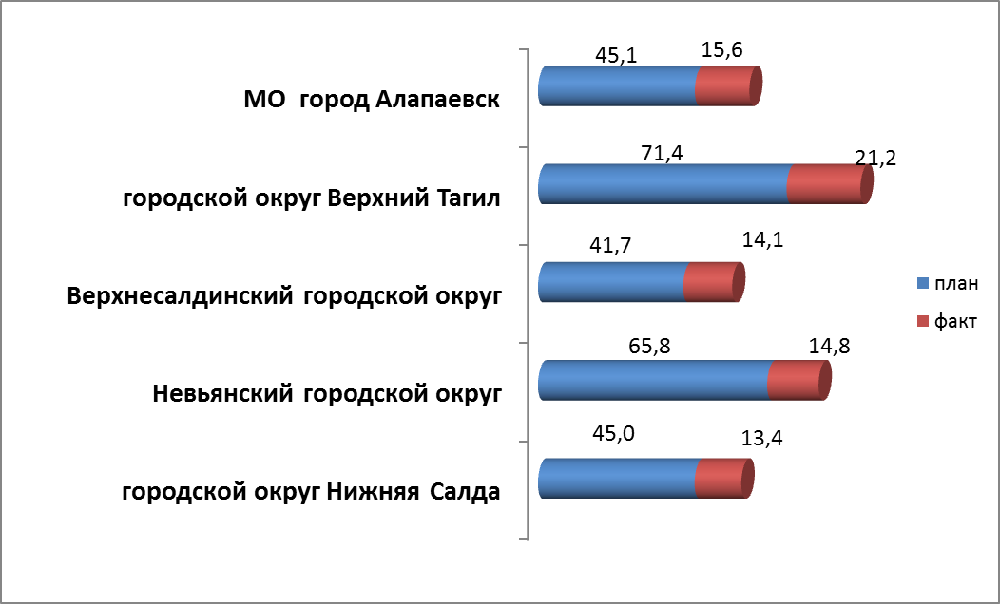 45,1 15,6
МО город Алапаевск
71,4 21,2
городской округ Верхний Тагил
41,7 14,1
Верхнесалдинский городской округ
план
факт
65,8 14,8
Невьянский городской округ
45,0 13,4
городской округ Нижняя Салда